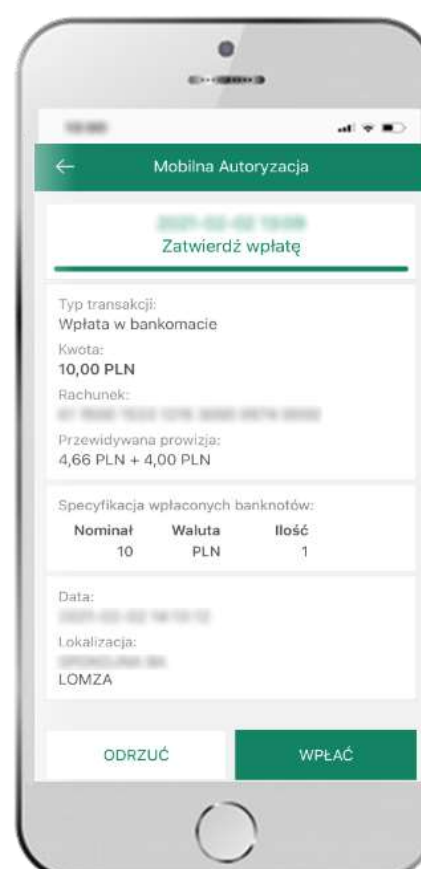 Mobilna Autoryzacja
Zatwierdź wpłatę
Typ transakcji:
Wpłata w bankomacie
Kwota:
10,00 PLN
Rachunek:
Przewidywana prowizja:
4,66 PLN + 4,00 PLN
Specyfikacja wpłaconych banknotów:
Nominał Waluta Ilość
10 PLN 1
Data:
Lokalizacja:
LOMZA
ODRZUĆ WPŁAĆ